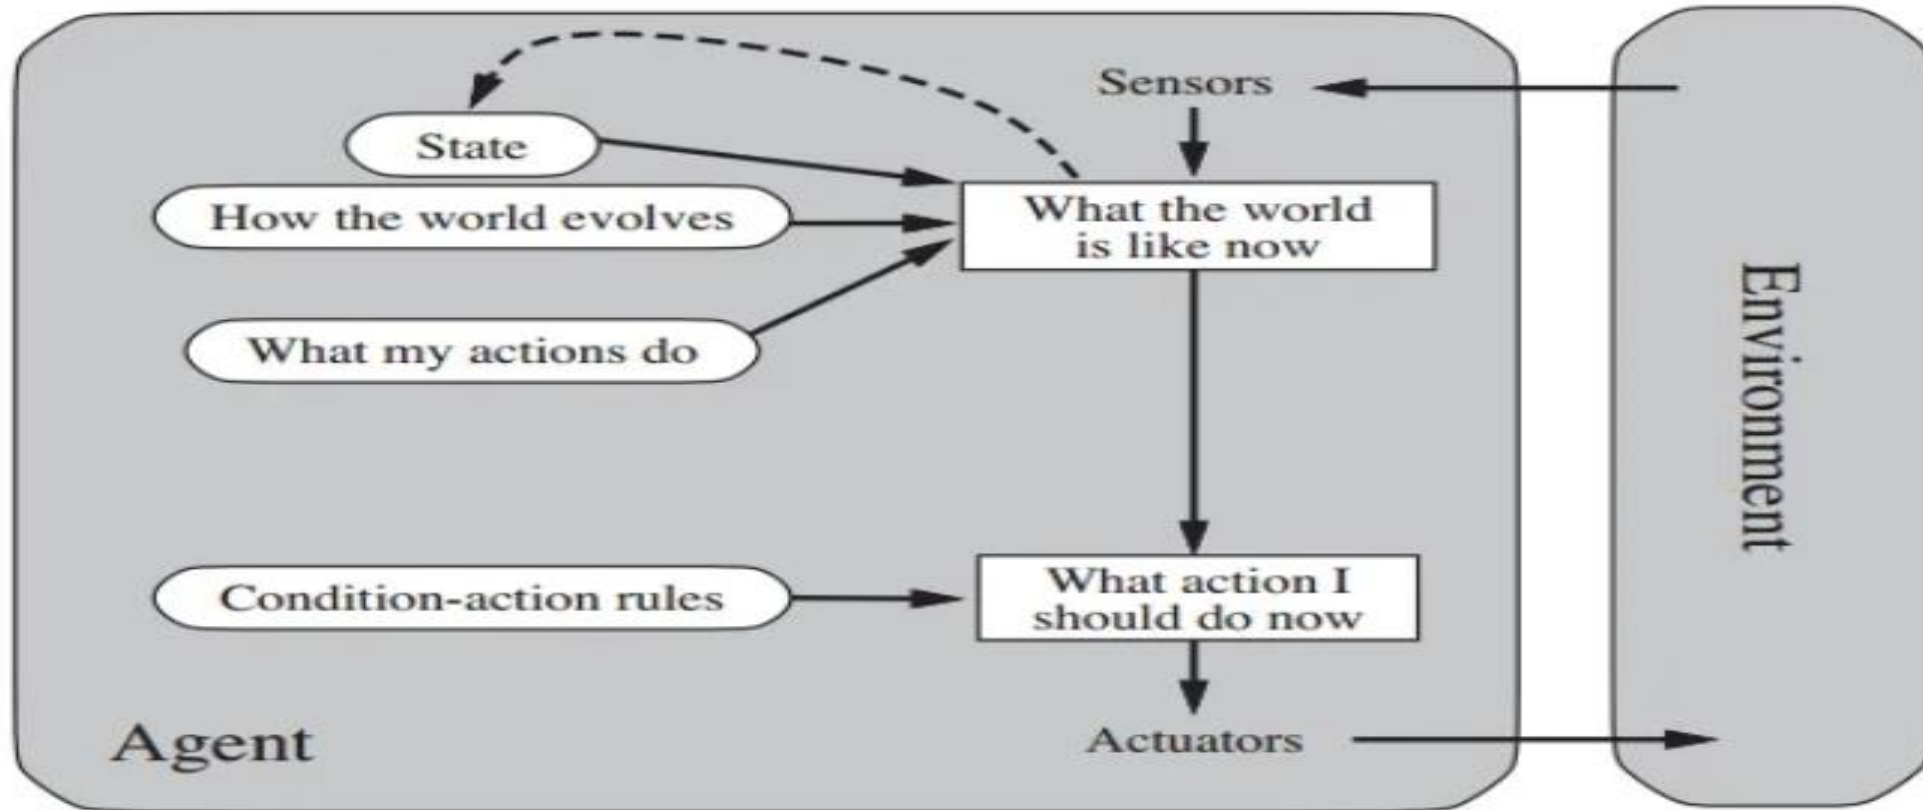 Sensors
State
What the world
is like now
How the world evolves
What my actions do
Environment
Condition-action rules
What action I
should do now
Agent
Actuators